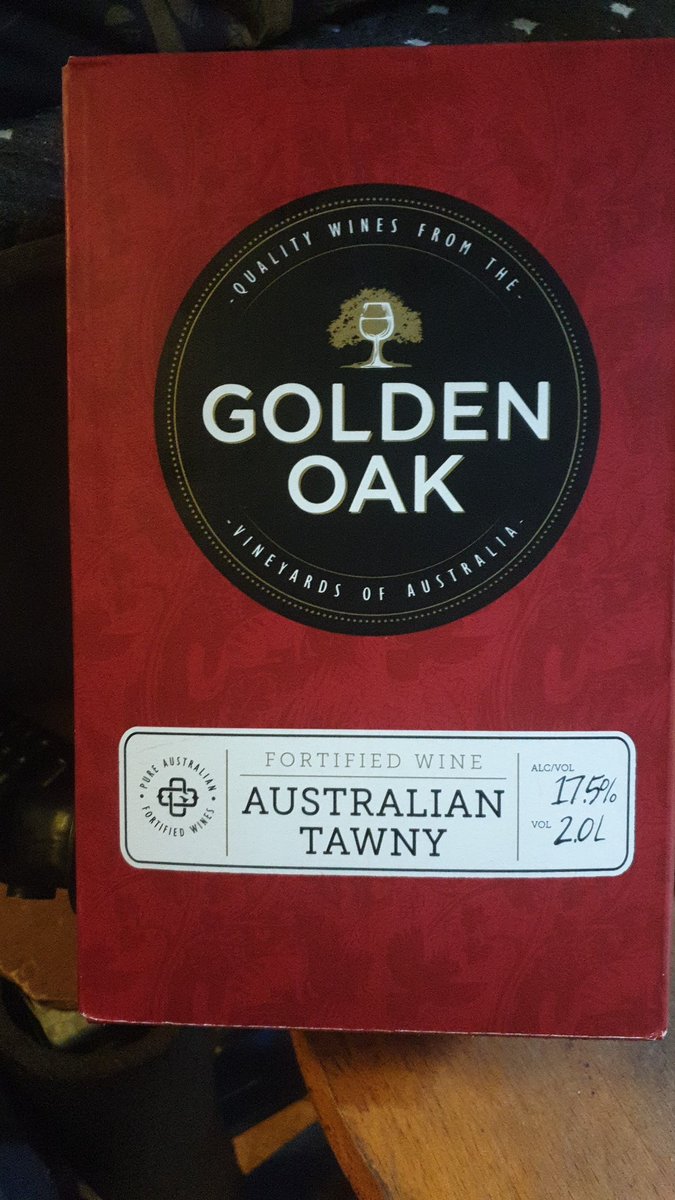 - QUALITY WINES FROM THE -
GOLDEN
OAK
- VINEYARDS OF AUSTRALIA -
• PURE AUSTRALIAN •
FORTIFIED WINES
FORTIFIED WINE
AUSTRALIAN
TAWNY
ALC/VOL
17.5%
VOL 2.0L